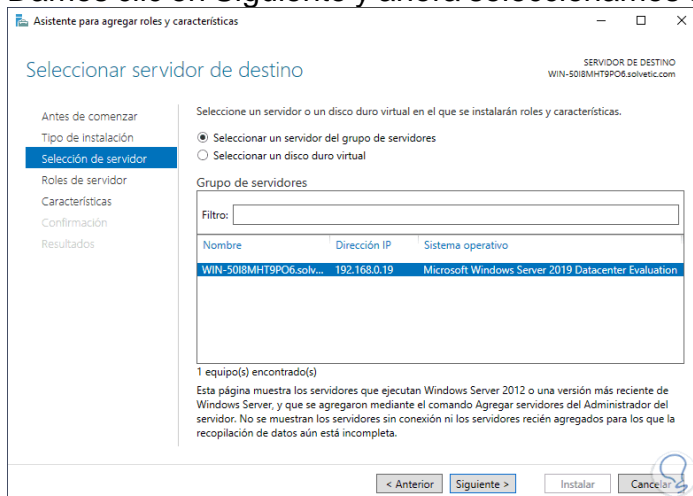 Damos clic en Siguiente y ahora seleccionamos
Asistente para agregar roles y características
Seleccionar servidor de destino
SERVIDOR DE DESTINO
WIN-50I8MHT9PO6.solvetic.com
Antes de comenzar
Tipo de instalación
Selección de servidor
Roles de servidor
Características
Confirmación
Resultados
Seleccione un servidor o un disco duro virtual en el que se instalarán roles y características.
Seleccionar un servidor del grupo de servidores
Seleccionar un disco duro virtual
Grupo de servidores
Filtro:
Nombre Dirección IP Sistema operativo
WIN-50I8MHT9PO6.solv... 192.168.0.19 Microsoft Windows Server 2019 Datacenter Evaluation
1 equipo(s) encontrado(s)
Esta página muestra los servidores que ejecutan Windows Server 2012 o una versión más reciente de
Windows Server, y que se agregaron mediante el comando Agregar servidores del Administrador del
servidor. No se muestran los servidores sin conexión ni los servidores recién agregados para los que la
recopilación de datos aún está incompleta.
< Anterior Siguiente > Instalar Cancelar